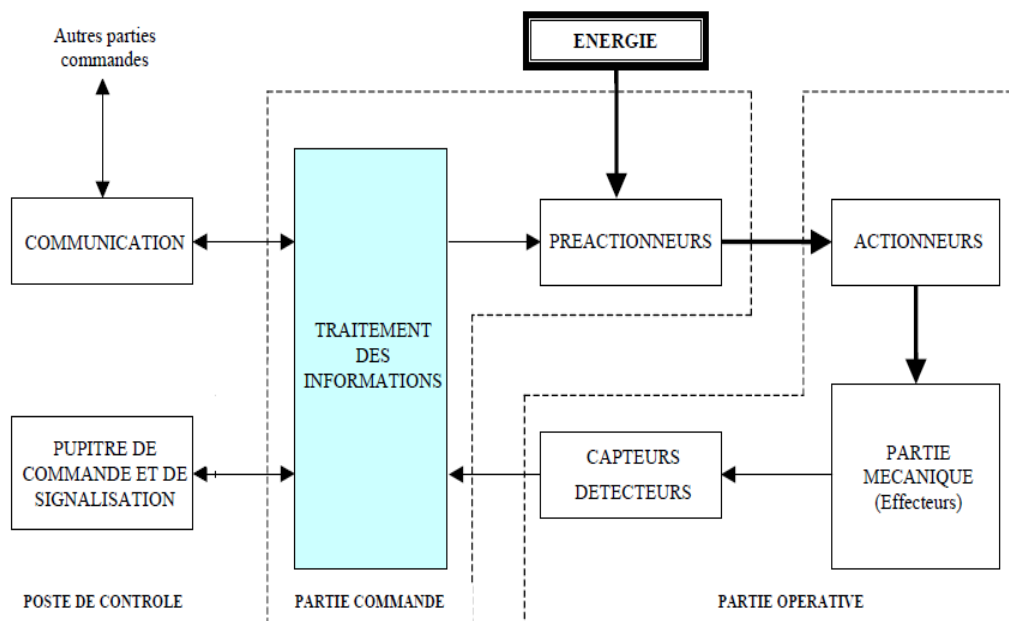 Autres parties
commandes
ENERGIE
COMMUNICATION
PREACTIONNEURS
ACTIONNEURS
TRAITEMENT
DES
INFORMATIONS
PUPITRE DE
COMMANDE ET DE
SIGNALISATION
CAPTEURS
DETECTEURS
PARTIE
MECANIQUE
(Effecteurs)
POSTE DE CONTROLE
PARTIE COMMANDE
PARTIE OPERATIVE